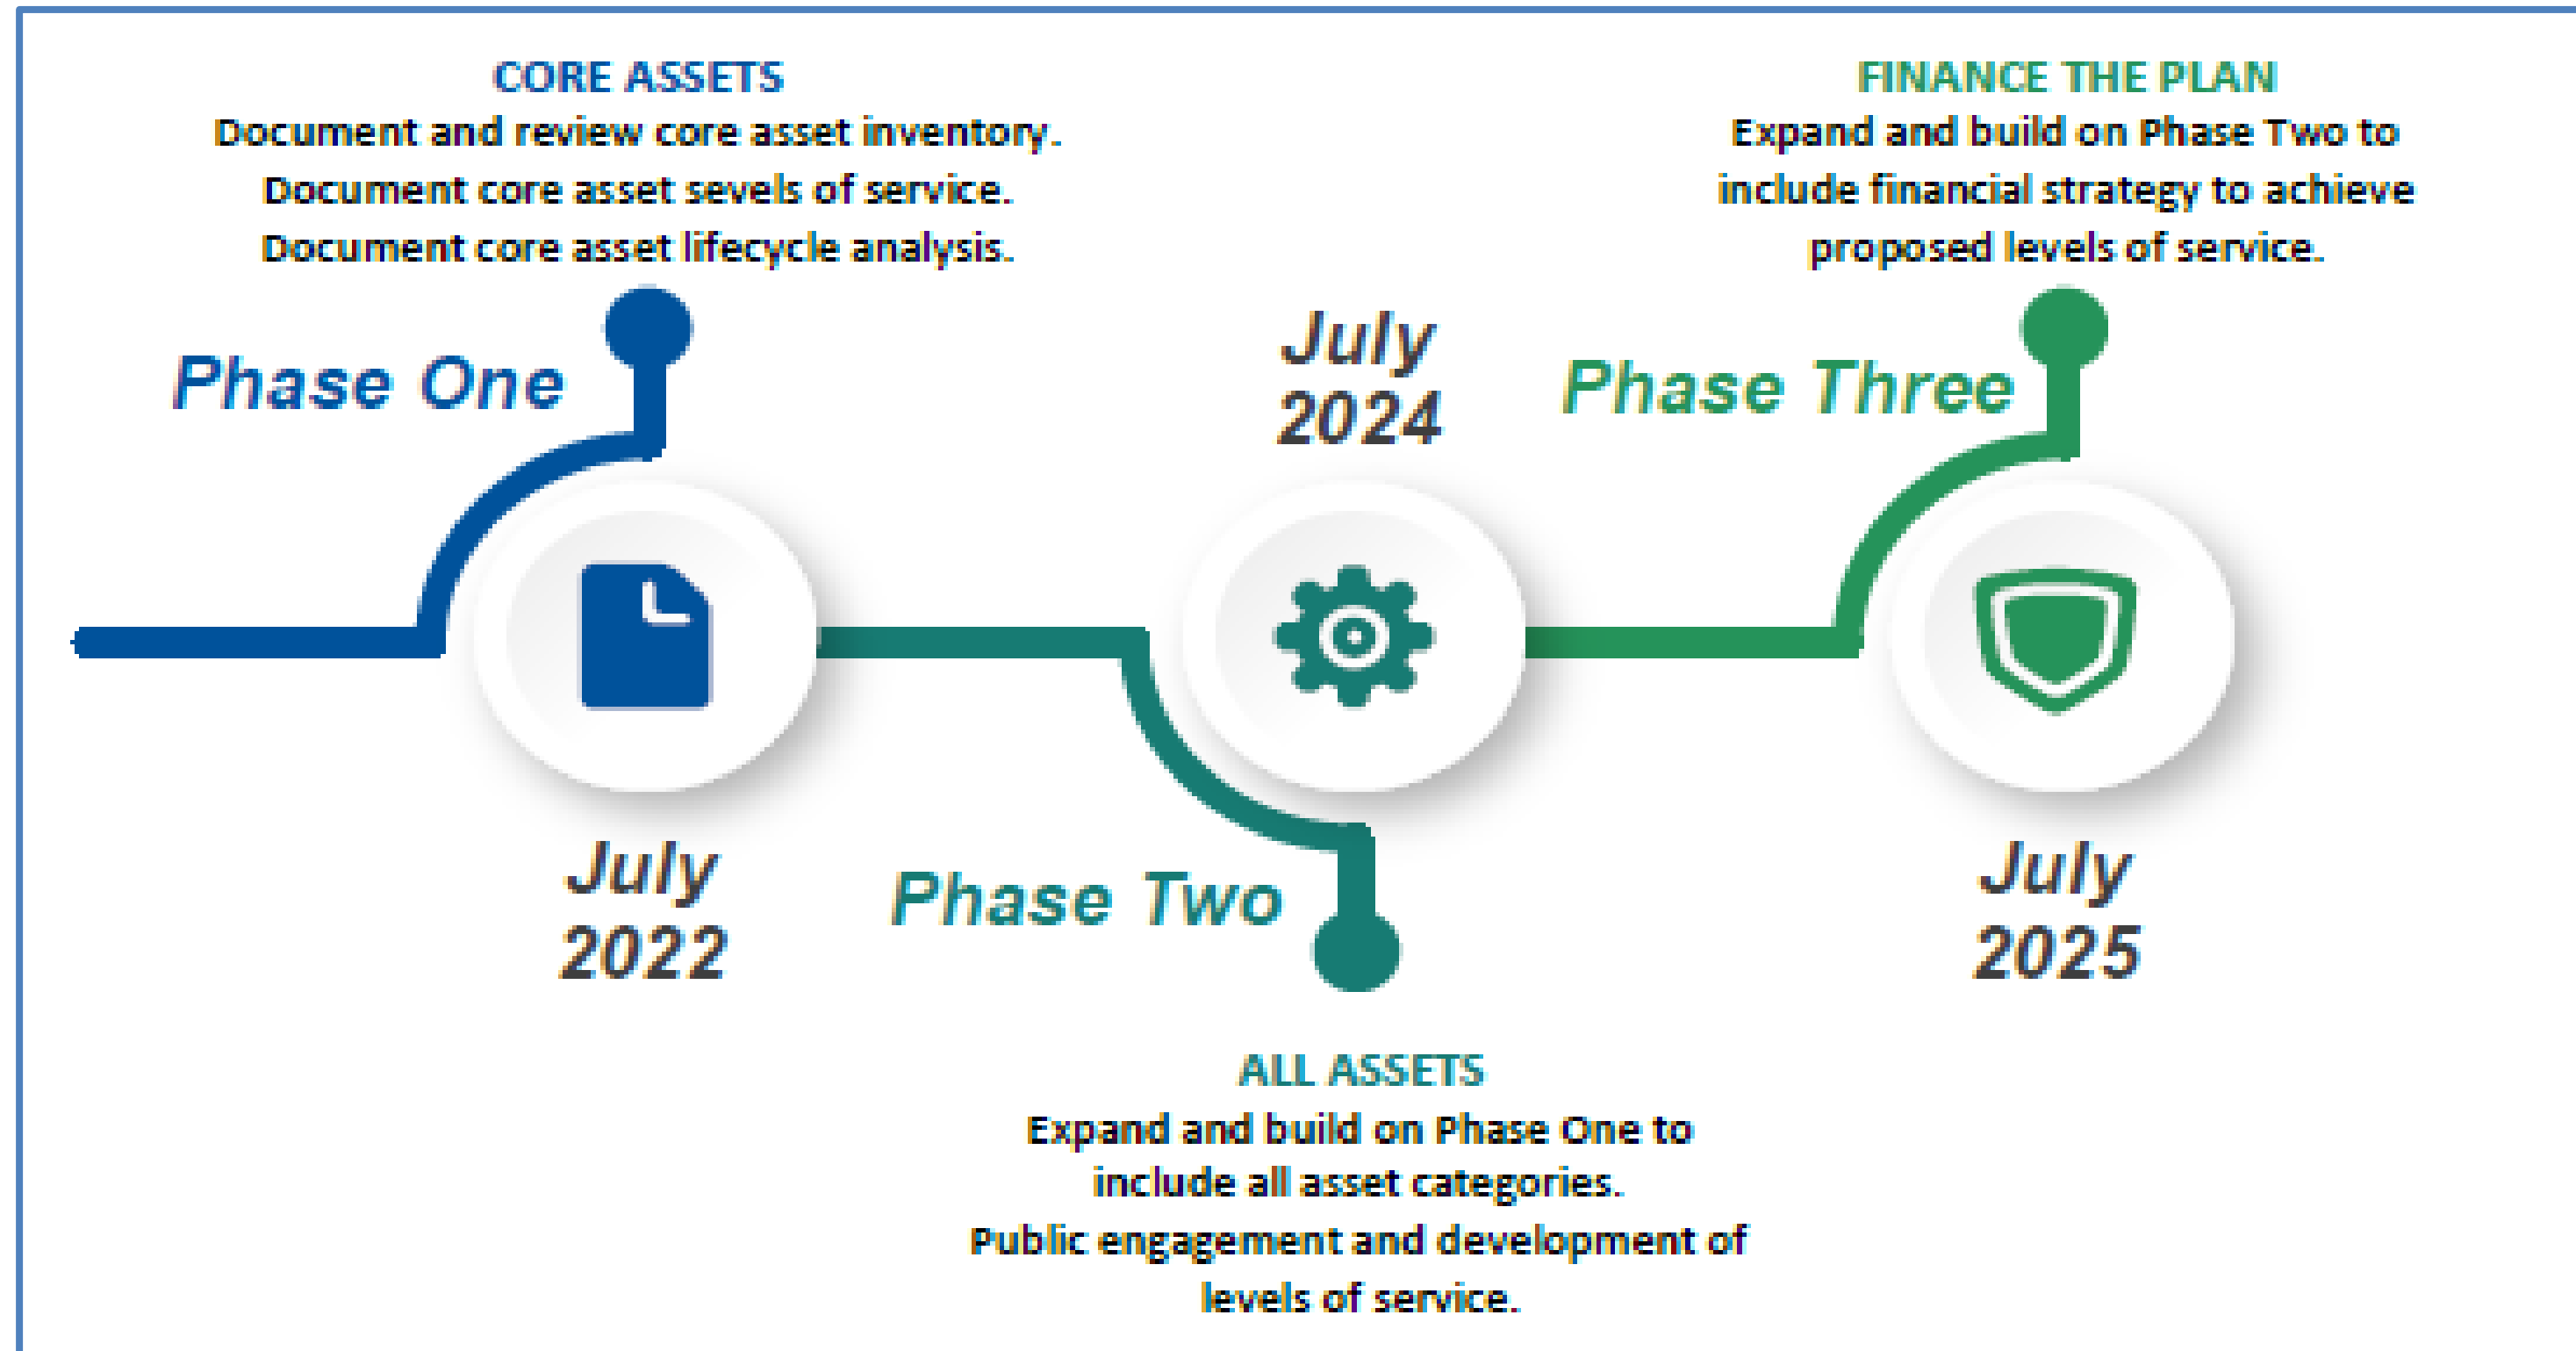 CORE ASSETS
Document and review core asset inventory.
Document core asset sevels of service.
Document core asset lifecycle analysis.
Phase One
July
2022
July
2024
Phase Two
ALL ASSETS
Expand and build on Phase One to
include all asset categories.
Public engagement and development of
levels of service.
FINANCE THE PLAN
Expand and build on Phase Two to
include financial strategy to achieve
proposed levels of service.
Phase Three
July
2025